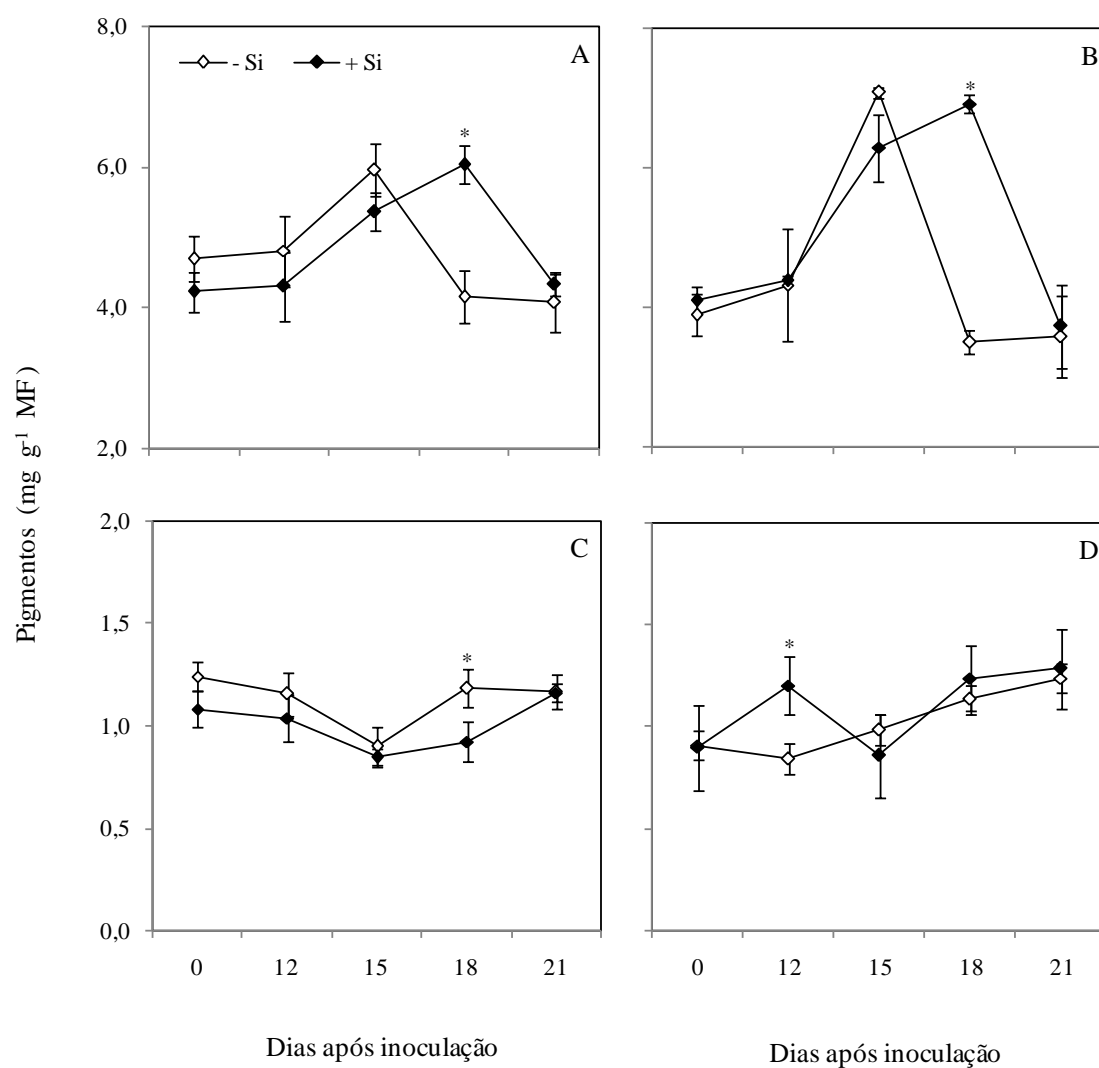 8,0
- Si + Si
A
B
*
*
6,0
4,0
2,0
Pigmentos (mg g-1 MF)
2,0
C
D
1,5
*
*
1,0
0,5
0,0
0 12 15 18 21
0 12 15 18 21
Dias após inoculação
Dias após inoculação